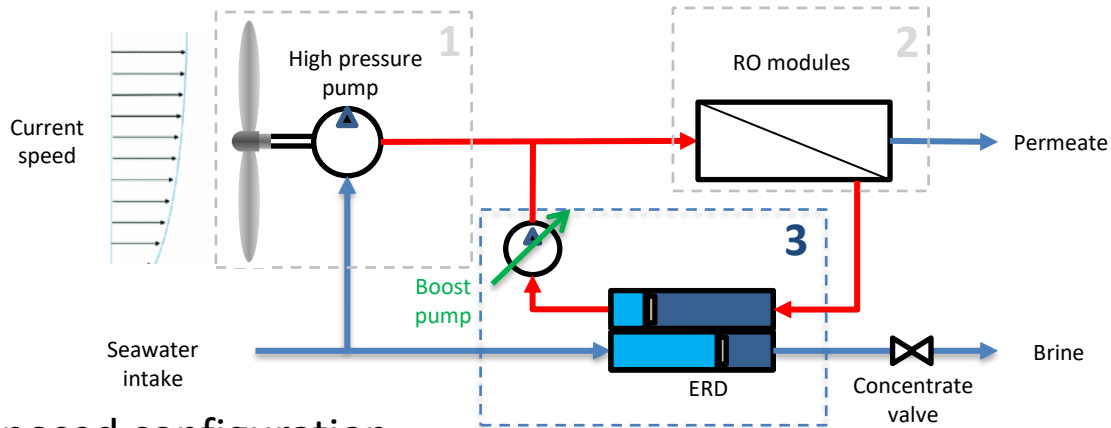 1
2
High pressure
pump
RO modules
Current
speed
Permeate
3
Boost
pump
Seawater
intake
ERD
Concentrate
valve
Brine
configuration